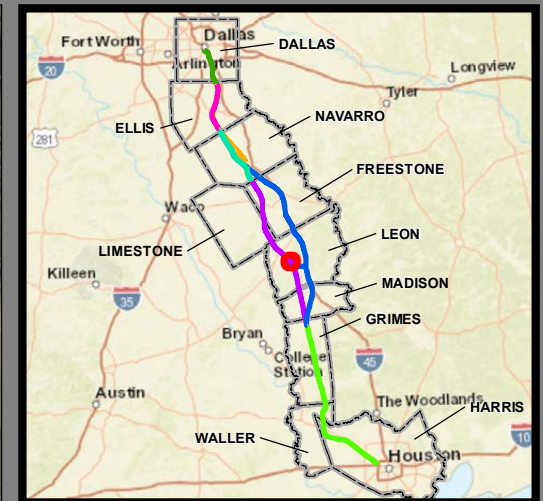 Fort Worth
Dallas
DALLAS
Arlington
20
Longview
Tyler
NAVARRO
ELLIS
281
FREESTONE
Waco
LEON
LIMESTONE
Killeen
MADISON
35
GRIMES
Bryan
College
Station
45
Austin
The Woodlands
HARRIS
WALLER
10
Houston